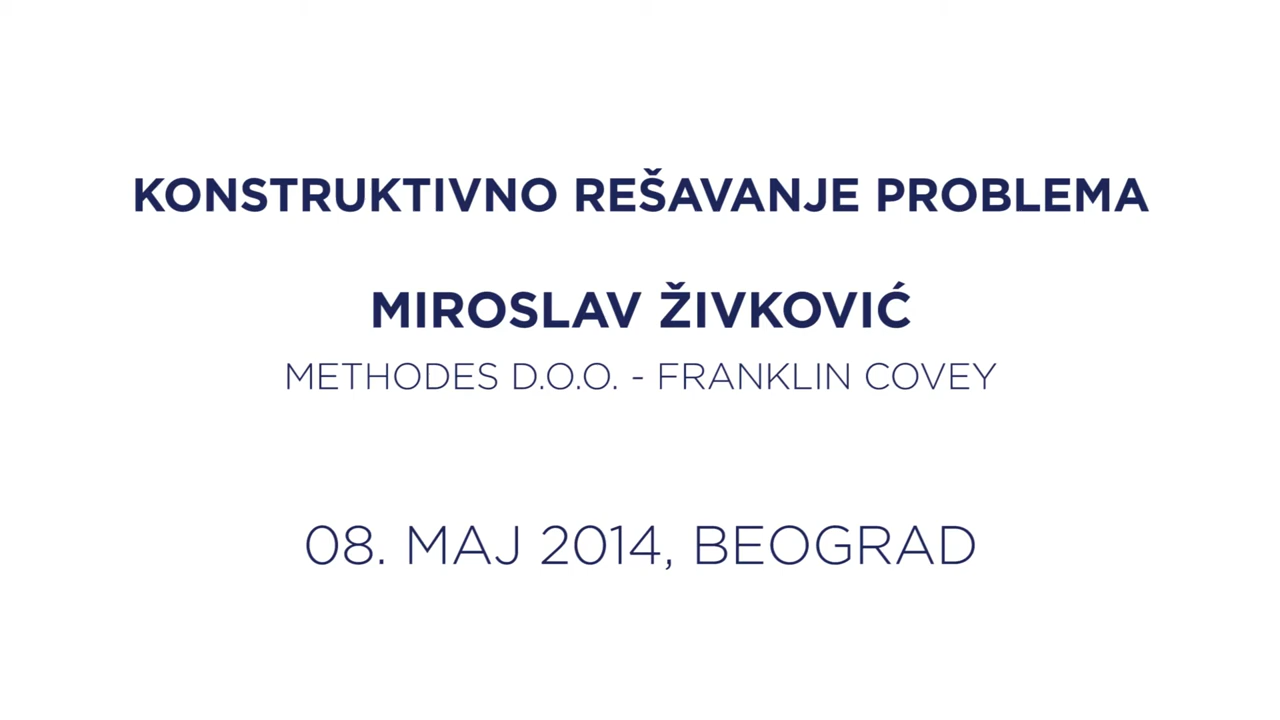 KONSTRUKTIVNO REŠAVANJE PROBLEMA
MIROSLAV ŽIVKOVIĆ
METHODES D.O.O. - FRANKLIN COVEY
08. MAJ 2014, BEOGRAD